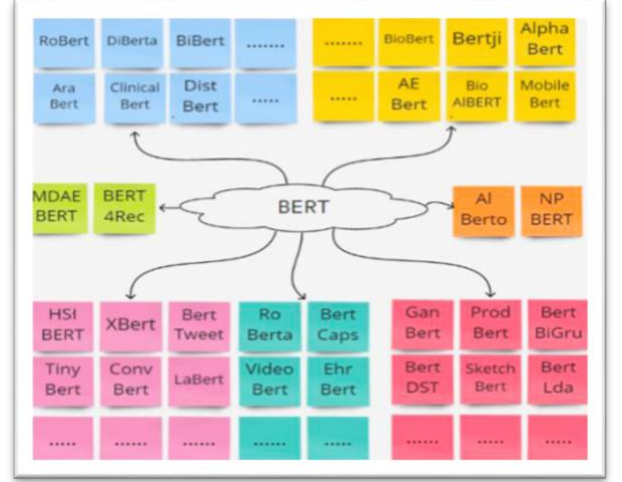 RoBert
DiBerta
BiBert
.......
Ara
Bert
Clinical
Bert
Dist
Bert
.....
.......
BioBert
Bertji
Alpha
Bert
.....
AE
Bert
Bio
AlBERT
Mobile
Bert
MDAE
BERT
BERT
4Rec
BERT
Al
Berto
NP
BERT
HSI
BERT
XBert
Bert
Tweet
Tiny
Bert
Conv
Bert
LaBert
.....
......
......
Ro
Berta
Bert
Caps
Video
Bert
Ehr
Bert
......
.....
Gan
Bert
Prod
Bert
Bert
BiGru
Bert
DST
Sketch
Bert
Bert
Lda
......
.....
.....